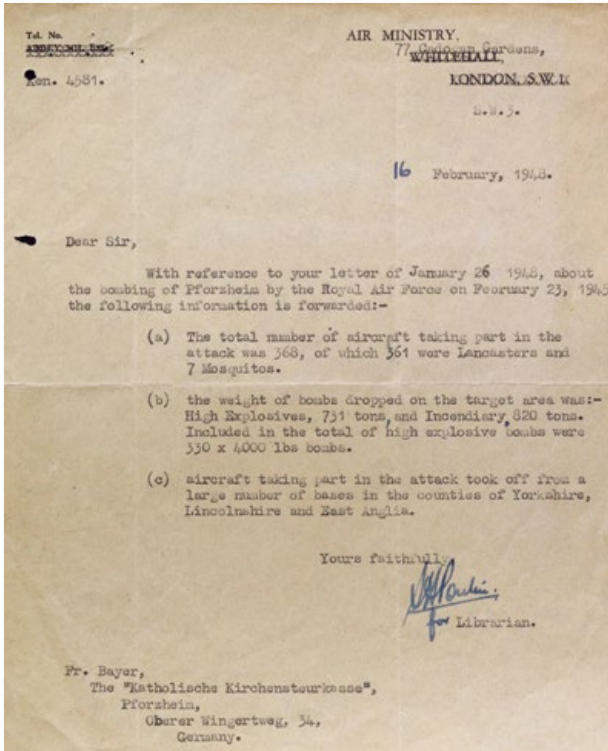 Tel. No.
Ken. 4581.
AIR MINISTRY,
77 Cadogan Gardens,
WHITEHALL,
LONDON, S.W.1.
S.W.3.
16 February, 1948.
Dear Sir,
With reference to your letter of January 26 1948, about
the bombing of Pforzheim by the Royal Air Force on February 23, 1945
the following information is forwarded:-
(a) The total number of aircraft taking part in the
attack was 368, of which 361 were Lancasters and
7 Mosquitos.
(b) the weight of bombs dropped on the target area was:-
High Explosives, 731 tons, and Incendiary, 820 tons.
Included in the total of high explosive bombs were
330 x 4000 lbs bombs.
(c) aircraft taking part in the attack took off from a
large number of bases in the counties of Yorkshire,
Lincolnshire and East Anglia.
Yours faithfully
for Librarian.
Fr. Bayer,
The "Katholische Kirchensteurkasse",
Pforzheim,
Oberer Wingertweg, 34,
Germany.